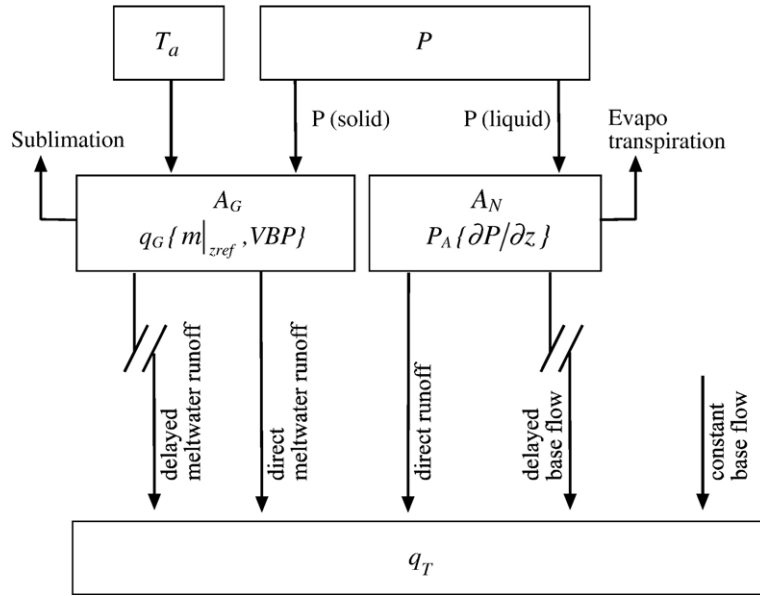 T_a
P
P (solid)
P (liquid)
Sublimation
Evapo
transpiration
A_G
q_G{ m|_zref ,VBP}
A_N
P_A{∂P/∂z}
delayed
meltwater runoff
direct
meltwater runoff
direct runoff
delayed
base flow
constant
base flow
q_T